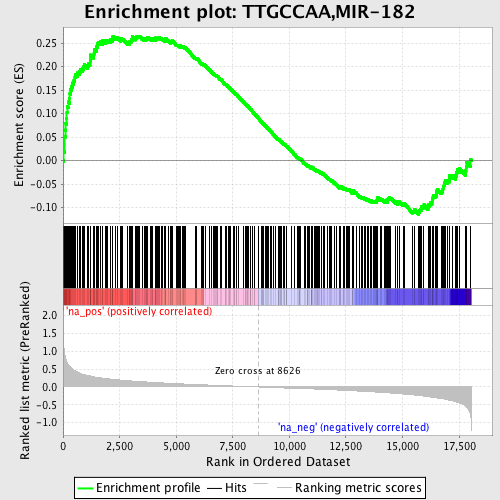 Enrichment plot: TTGCCAA,MIR-182
Enrichment score (ES)
0.25
0.20
0.15
0.10
0.05
0.00
-0.05
-0.10
'na_pos' (positively correlated)
Ranked list metric (PreRanked)
2.0
1.5
1.0
0.5
0.0
-0.5
-1.0
Zero cross at 8626
'na_neg' (negatively correlated)
0
2,500
5,000
7,500
10,000
12,500
15,000
17,500
Rank in Ordered Dataset
Enrichment profile
Hits
Ranking metric scores